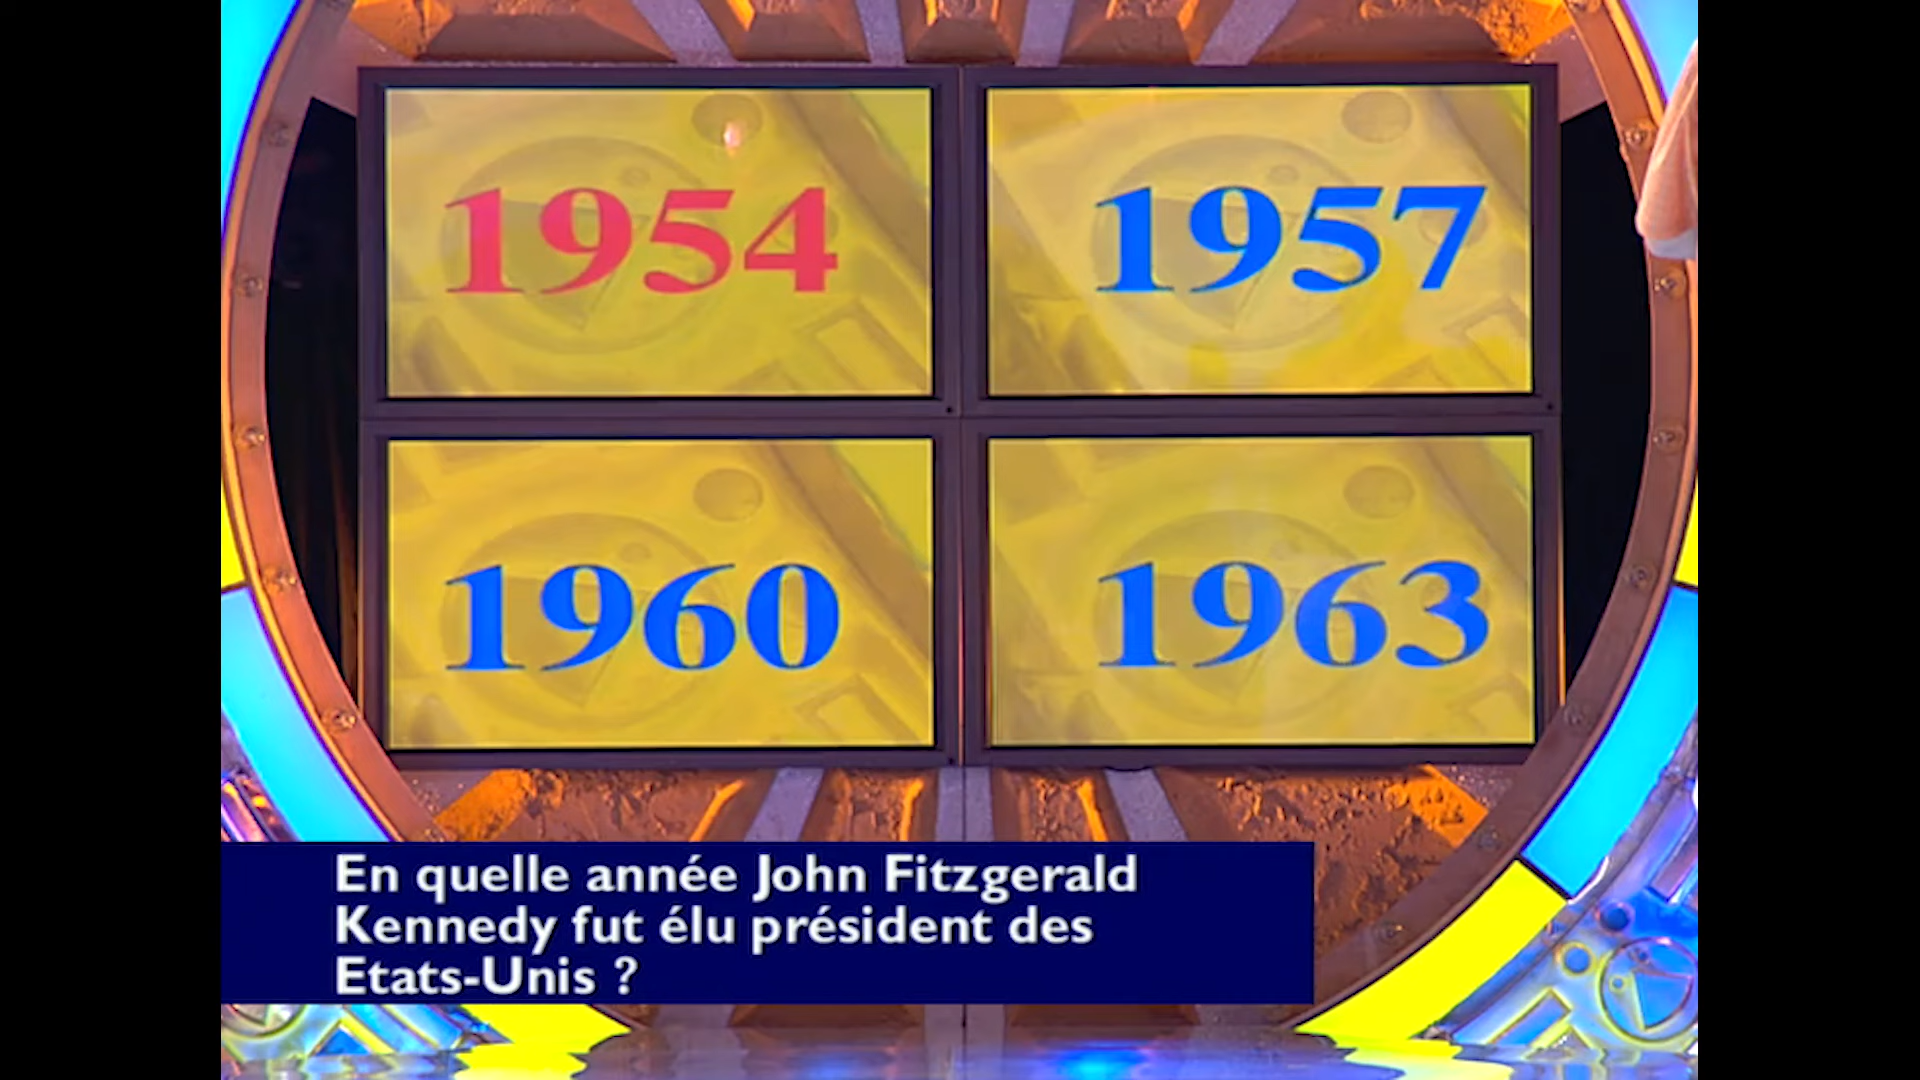 1954
1957
1960
1963
En quelle année John Fitzgerald
Kennedy fut élu président des
Etats-Unis ?